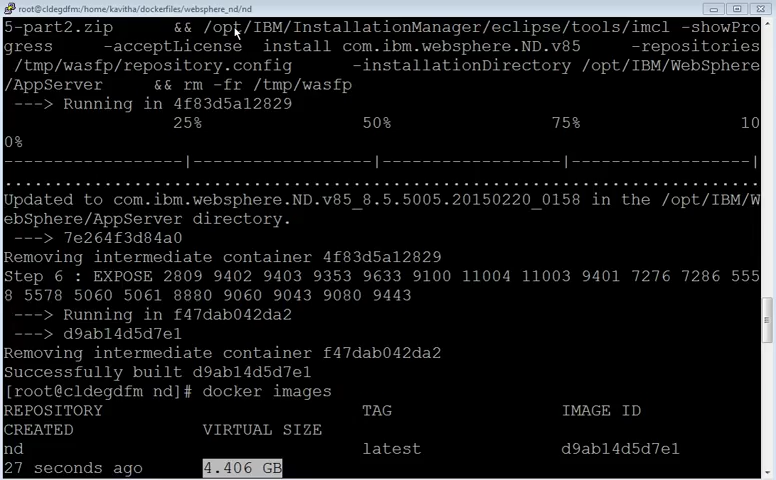 root@cldegdfm:/home/kavitha/dockerfiles/websphere_nd/nd
5-part2.zip && /opt/IBM/InstallationManager/eclipse/tools/imcl -showPro
gress -acceptLicense install com.ibm.websphere.ND.v85 -repositories
/tmp/wasfp/repository.config -installationDirectory /opt/IBM/WebSphere
/AppServer && rm -fr /tmp/wasfp
---> Running in 4f83d5a12829
25% 50% 75% 10
0%
------------------|------------------|------------------|------------------|
............................................................................
Updated to com.ibm.websphere.ND.v85_8.5.5005.20150220_0158 in the /opt/IBM/W
ebSphere/AppServer directory.
---> 7e264f3d84a0
Removing intermediate container 4f83d5a12829
Step 6 : EXPOSE 2809 9402 9403 9353 9633 9100 11004 11003 9401 7276 7286 555
8 5578 5060 5061 8880 9060 9043 9080 9443
---> Running in f47dab042da2
---> d9ab14d5d7e1
Removing intermediate container f47dab042da2
Successfully built d9ab14d5d7e1
[root@cldegdfm nd]# docker images
REPOSITORY TAG IMAGE ID
CREATED VIRTUAL SIZE
nd latest d9ab14d5d7e1
27 seconds ago 4.406 GB